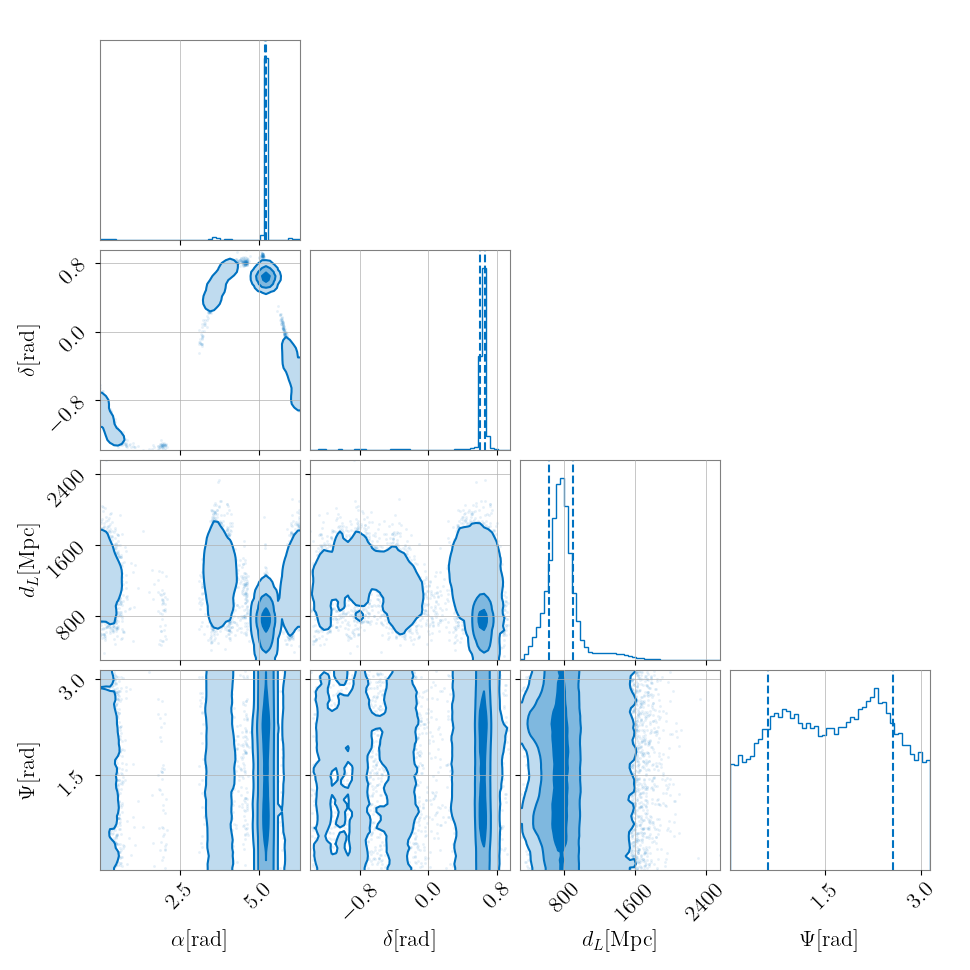 0.8
0.0
−0.8
δ[rad]
2400
1600
800
d_L[Mpc]
3.0
1.5
Ψ[rad]
2.5 5.0 −0.8 0.0 0.8 800 1600 2400 1.5 3.0
α[rad] δ[rad] d_L[Mpc] Ψ[rad]